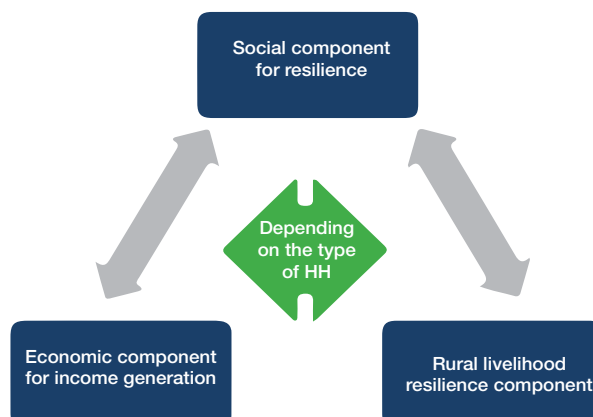 Social component
for resilience
Depending
on the type
of HH
Economic component
for income generation
Rural livelihood
resilience component